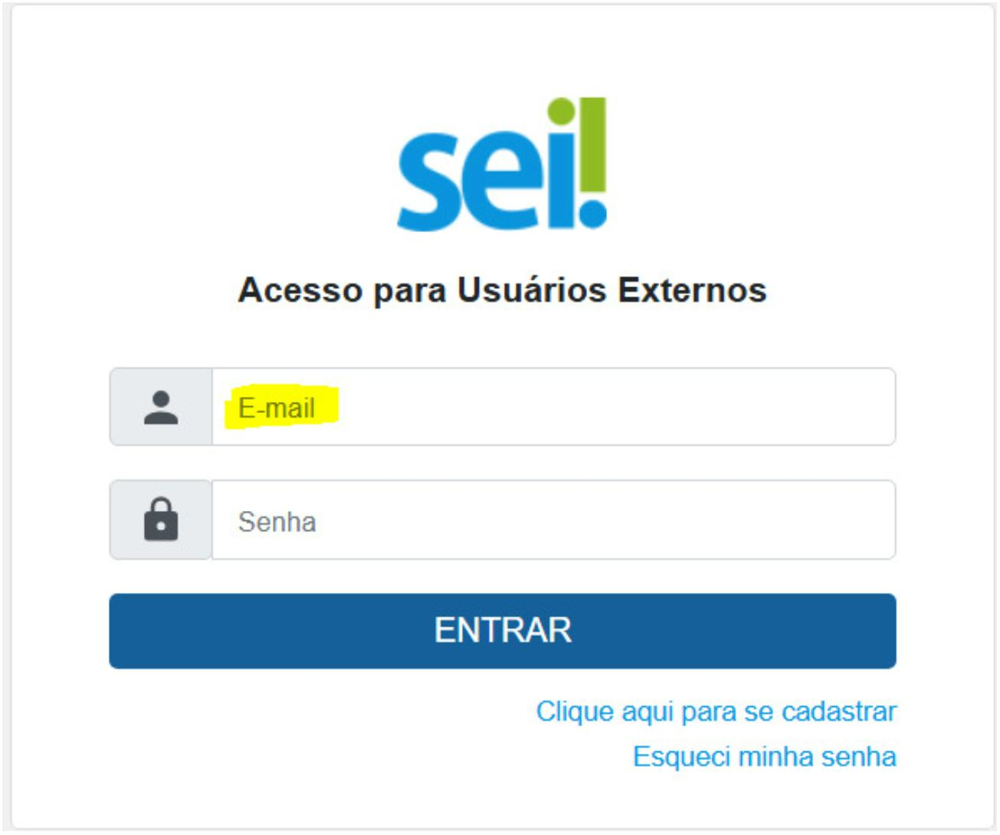 sei!
Acesso para Usuários Externos
E-mail
Senha
ENTRAR
Clique aqui para se cadastrar
Esqueci minha senha